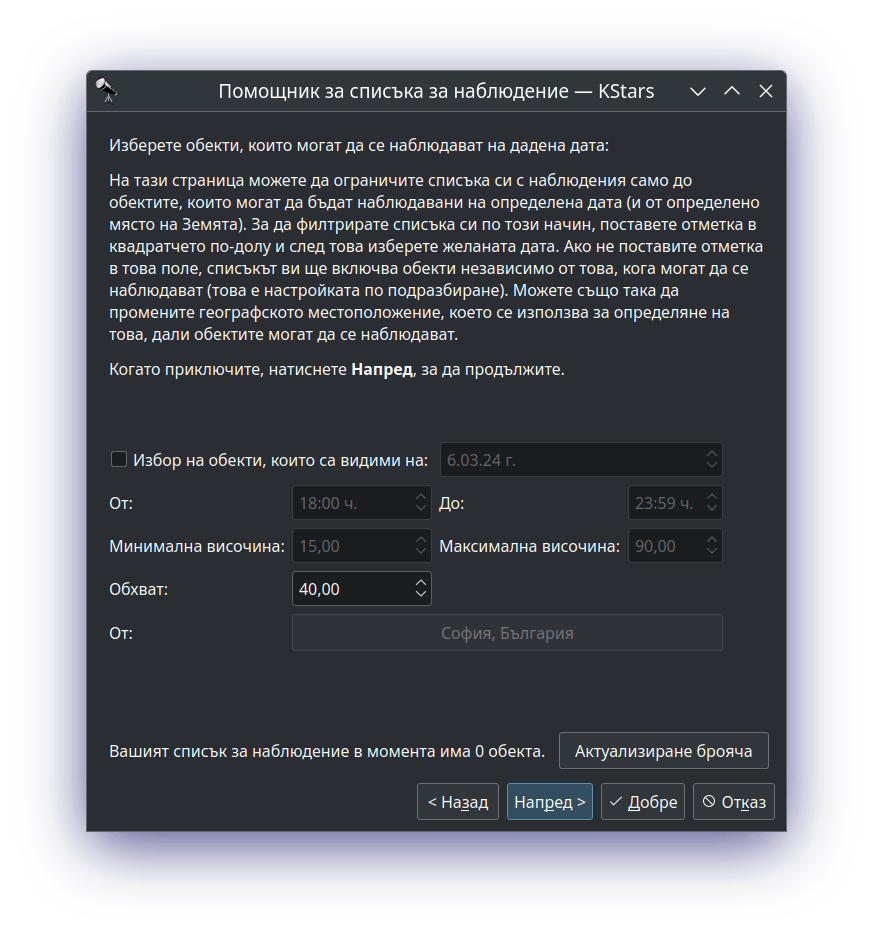 Помощник за списъка за наблюдение — KStars
Изберете обекти, които могат да се наблюдават на дадена дата:
На тази страница можете да ограничите списъка си с наблюдения само до
обектите, които могат да бъдат наблюдавани на определена дата (и от определено
място на Земята). За да филтрирате списъка си по този начин, поставете отметка в
квадратчето по-долу и след това изберете желаната дата. Ако не поставите отметка
в това поле, списъкът ви ще включва обекти независимо от това, кога могат да се
наблюдават (това е настройката по подразбиране). Можете също така да
промените географското местоположение, което се използва за определяне на
това, дали обектите могат да се наблюдават.
Когато приключите, натиснете Напред, за да продължите.
Избор на обекти, които са видими на: 6.03.24 г.
От: 18:00 ч. До: 23:59 ч.
Минимална височина: 15,00 Максимална височина: 90,00
Обхват: 40,00
От: София, България
Вашият списък за наблюдение в момента има 0 обекта. Актуализиране брояча
< Назад Напред > Добре Отказ